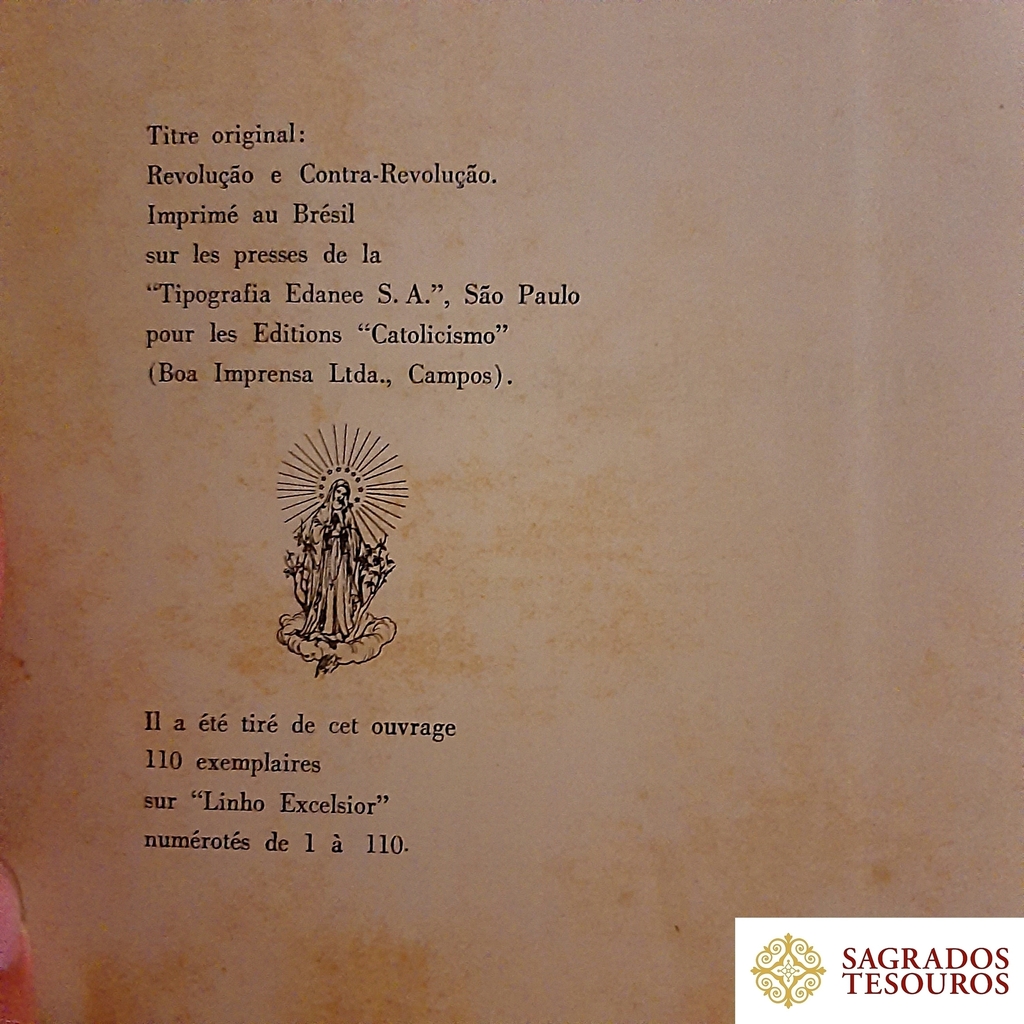 Titre original:
Revolução e Contra-Revolução.
Imprimé au Brésil
sur les presses de la
“Tipografia Edanee S. A.”, São Paulo
pour les Editions “Catolicismo”
(Boa Imprensa Ltda., Campos).
Il a été tiré de cet ouvrage
110 exemplaires
sur “Linho Excelsior”
numérotés de 1 à 110.
SAGRADOS
TESOUROS